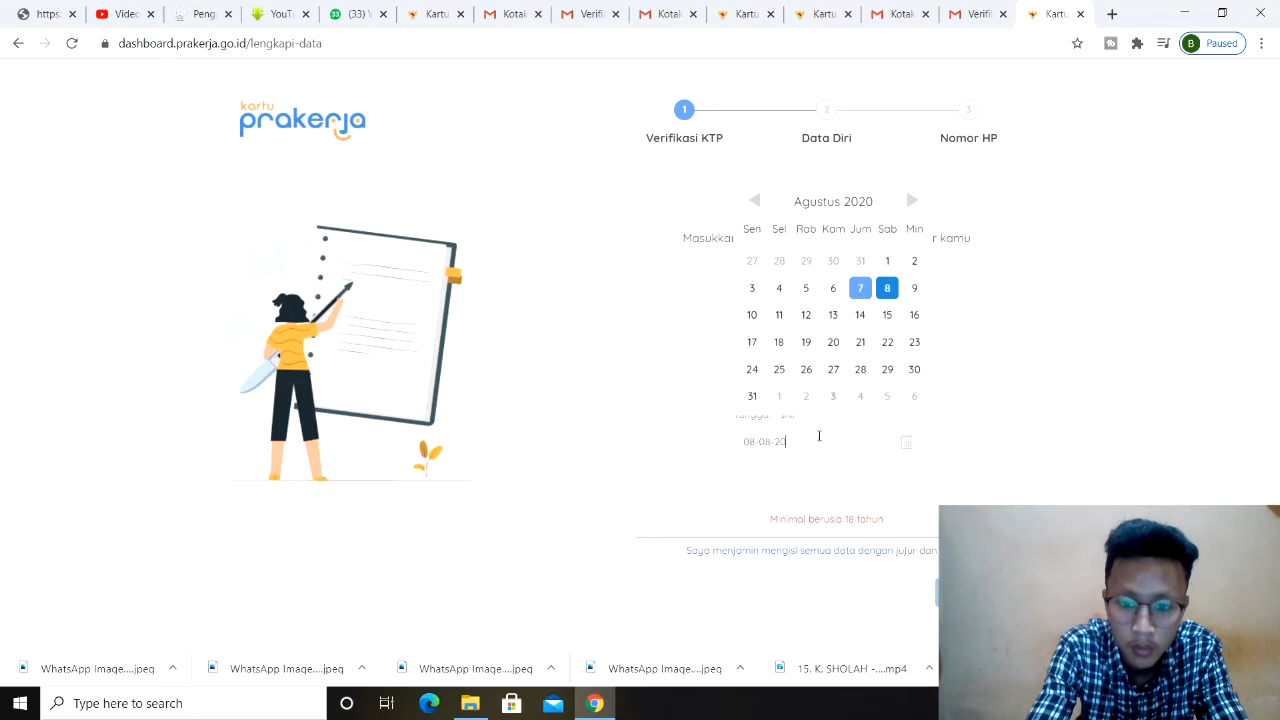 https:
Video
Peng
YouTu
(33)
Kartu
Kotak
Verifi
Kotak
Kartu
Kartu
Kotak
Verifik
Kartu
dashboard.prakerja.go.id/lengkapi-data
B Paused
kartu
prakerja
1
2
3
Verifikasi KTP
Data Diri
Nomor HP
Agustus 2020
Sen Sel Rab Kam Jum Sab Min
Masukkan
r kamu
27 28 29 30 31 1 2
3 4 5 6 7 8 9
10 11 12 13 14 15 16
17 18 19 20 21 22 23
24 25 26 27 28 29 30
31 1 2 3 4 5 6
08-08-20
Minimal berusia 18 tahun
Saya menjamin mengisi semua data dengan jujur dan
WhatsApp Image....jpeg
WhatsApp Image....jpeg
WhatsApp Image....jpeg
WhatsApp Image....jpeg
15. K. SHOLAH -....mp4
Type here to search